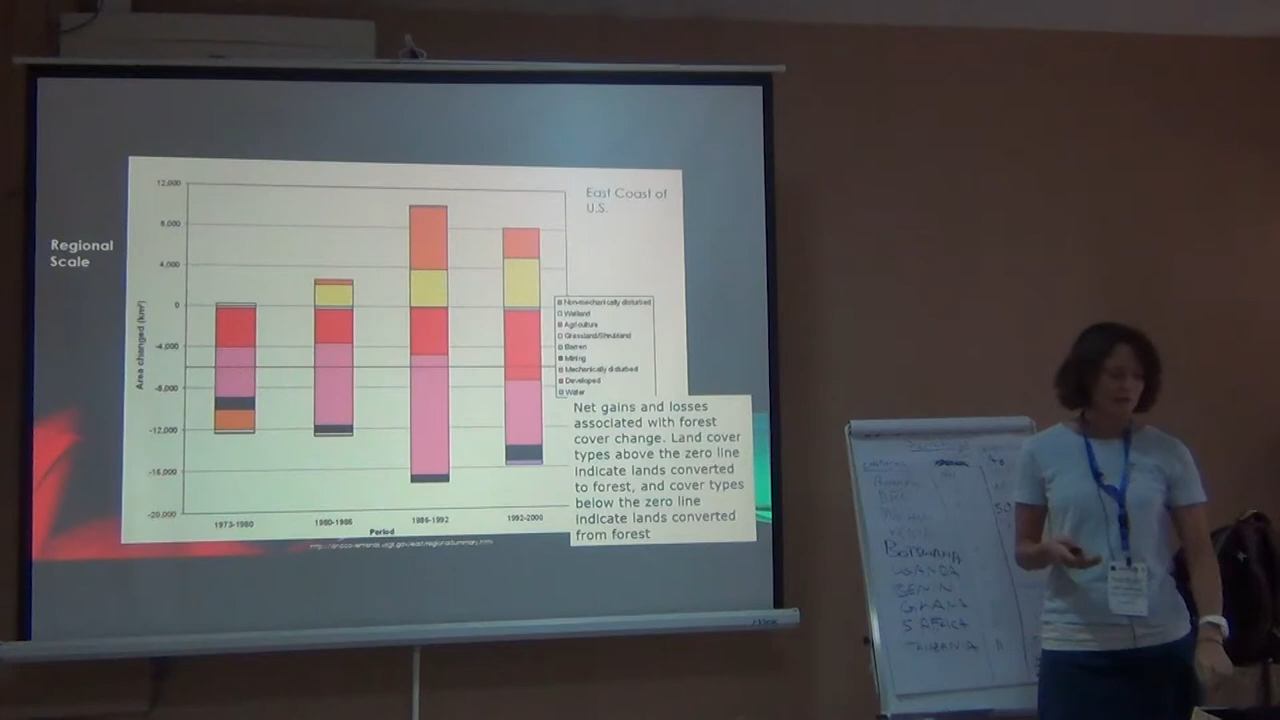 Regional
Scale
East Coast of
U.S.
12,000
8,000
4,000
0
-4,000
-8,000
-12,000
-16,000
-20,000
Area changed (km²)
1973-1980
1980-1986
1986-1992
1992-2000
Period
Nonmechanically disturbed
Wetland
Agriculture
Grassland/Shrubland
Barren
Mining
Mechanically disturbed
Developed
Water
Net gains and losses
associated with forest
cover change. Land cover
types above the zero line
indicate lands converted
to forest, and cover types
below the zero line
indicate lands converted
from forest
BOTSWANA
UGANDA
BENIN
GHANA
S AFRICA
TANZANIA